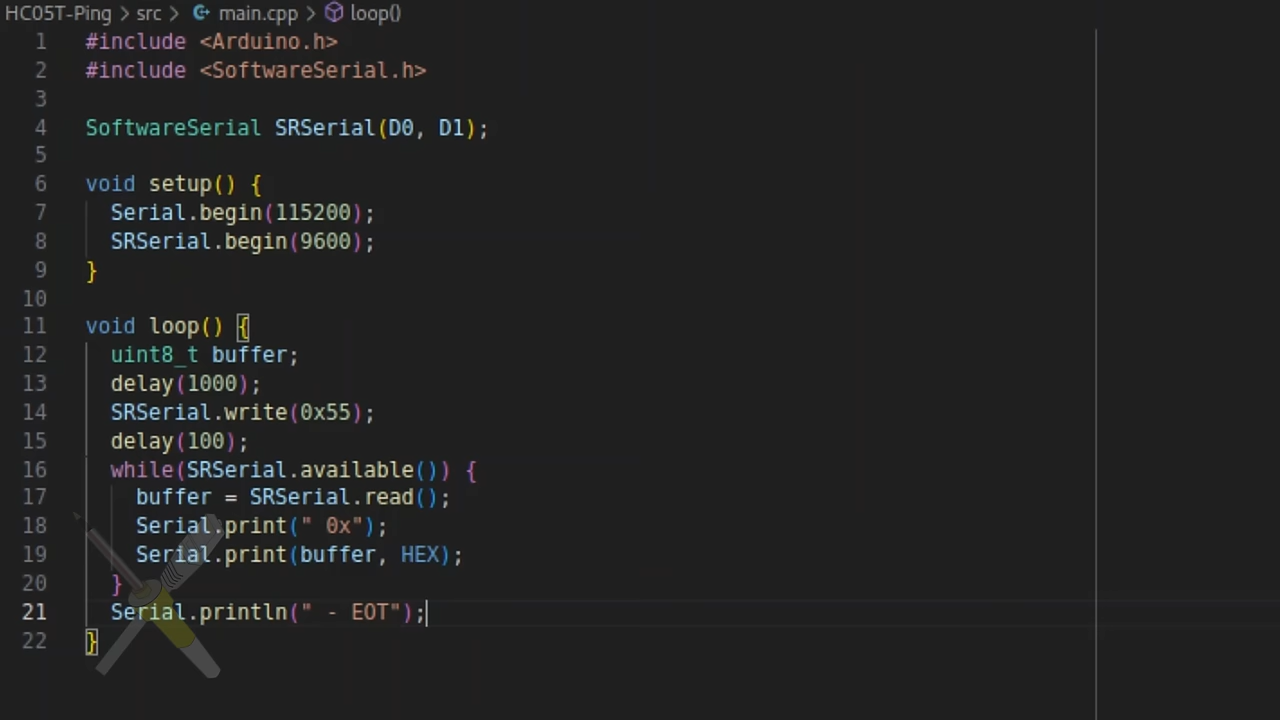 HC05T-Ping > src > main.cpp > loop()
1 #include <Arduino.h>
2 #include <SoftwareSerial.h>
3
4 SoftwareSerial SRSerial(D0, D1);
5
6 void setup() {
7   Serial.begin(115200);
8   SRSerial.begin(9600);
9 }
10
11 void loop() {
12   uint8_t buffer;
13   delay(1000);
14   SRSerial.write(0x55);
15   delay(100);
16   while(SRSerial.available()) {
17     buffer = SRSerial.read();
18     Serial.print(" 0x");
19     Serial.print(buffer, HEX);
20   }
21   Serial.println(" - EOT");
22 }